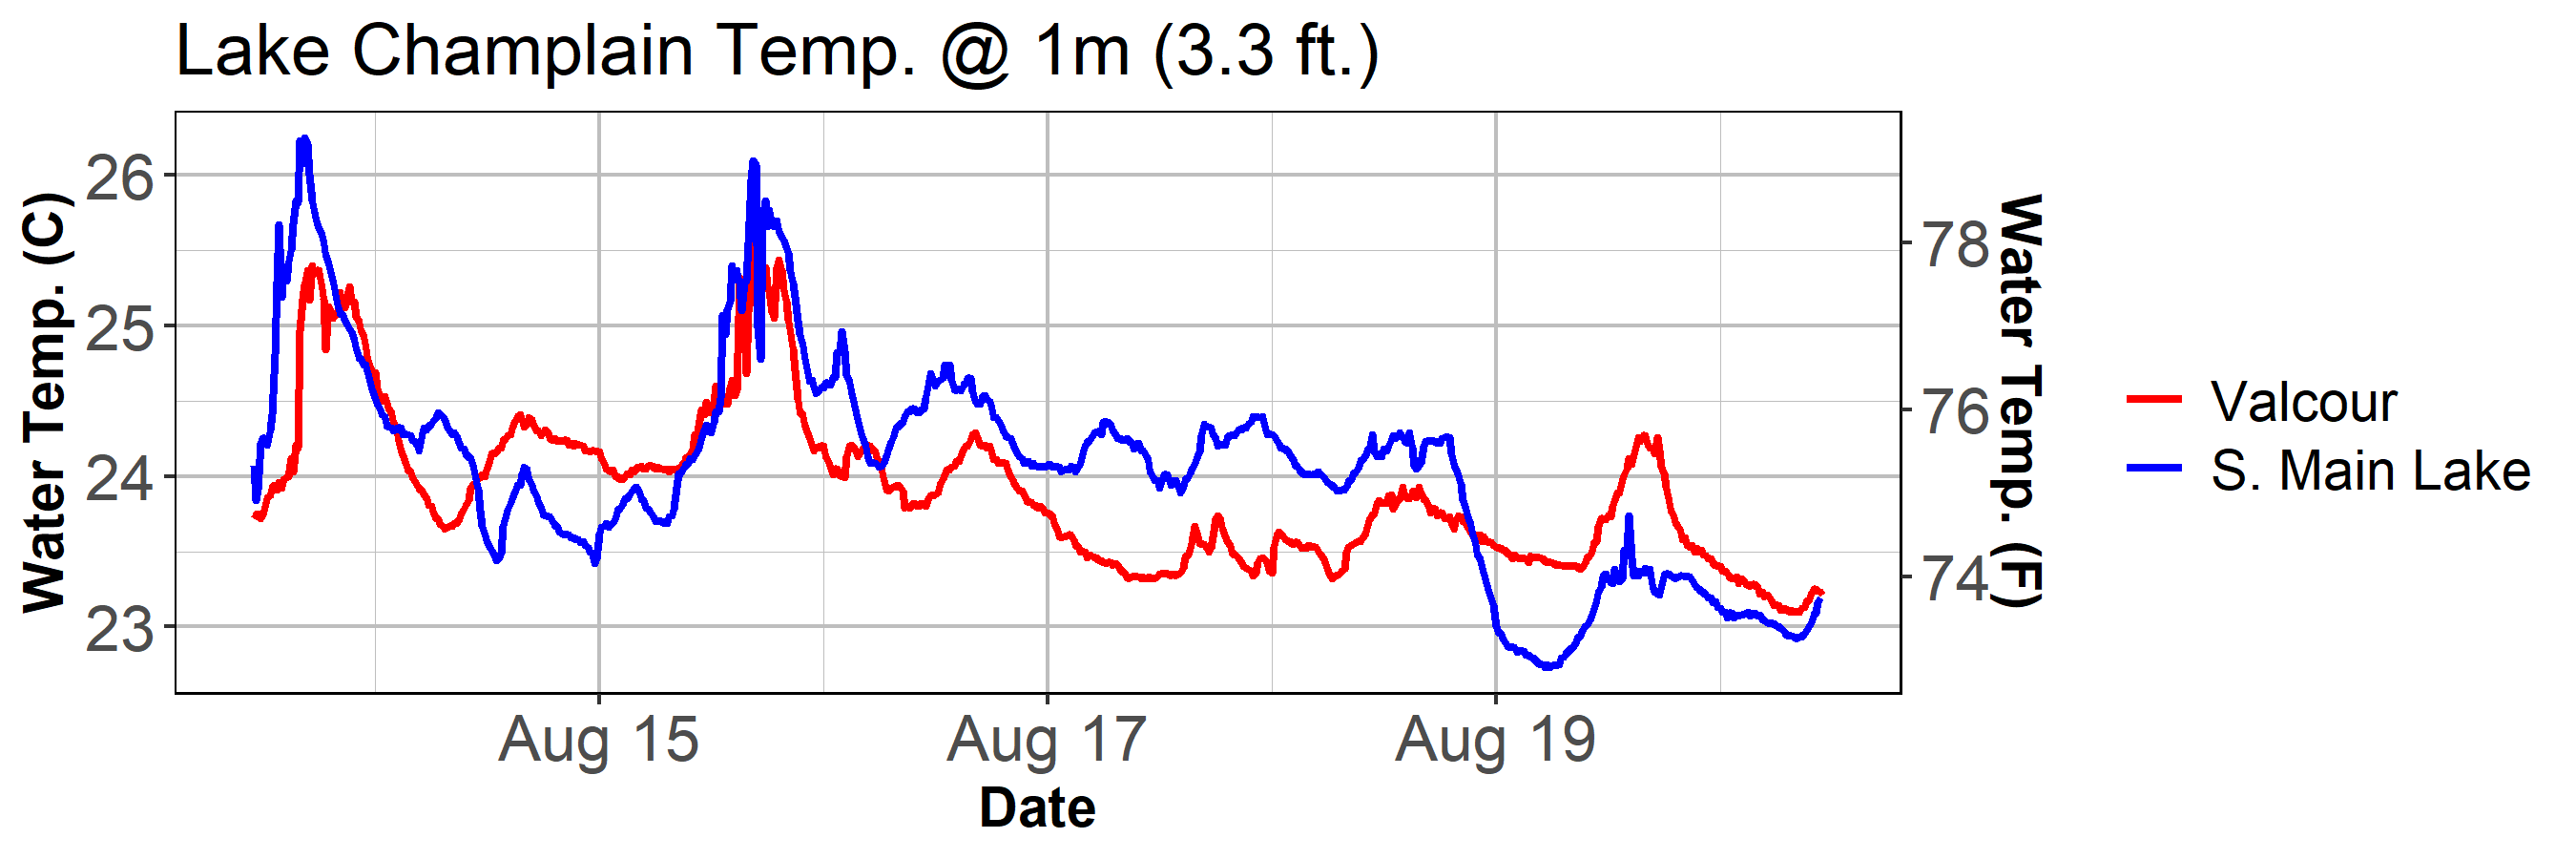 Lake Champlain Temp. @ 1m (3.3 ft.)
Water Temp. (C)
26
25
24
23
78
76
74
Water Temp. (F)
Aug 15
Aug 17
Aug 19
Date
Valcour
S. Main Lake